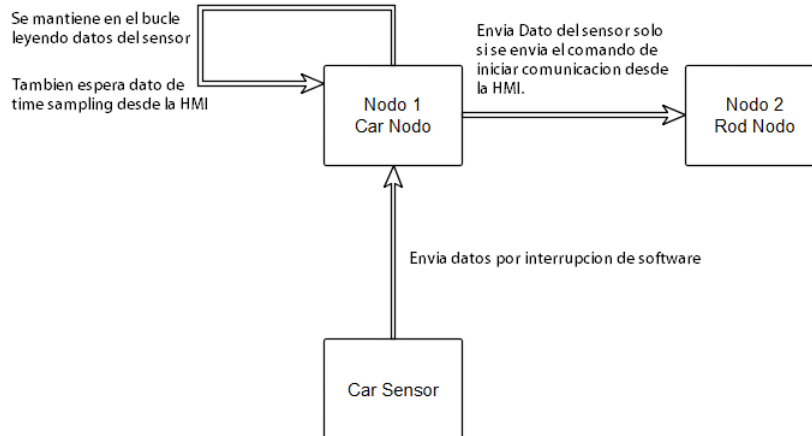 Se mantiene en el bucle
leyendo datos del sensor
Tambien espera dato de
time sampling desde la HMI
Envia Dato del sensor solo
si se envia el comando de
iniciar comunicacion desde
la HMI.
Nodo 1
Car Nodo
Nodo 2
Rod Nodo
Envia datos por interrupcion de software
Car Sensor